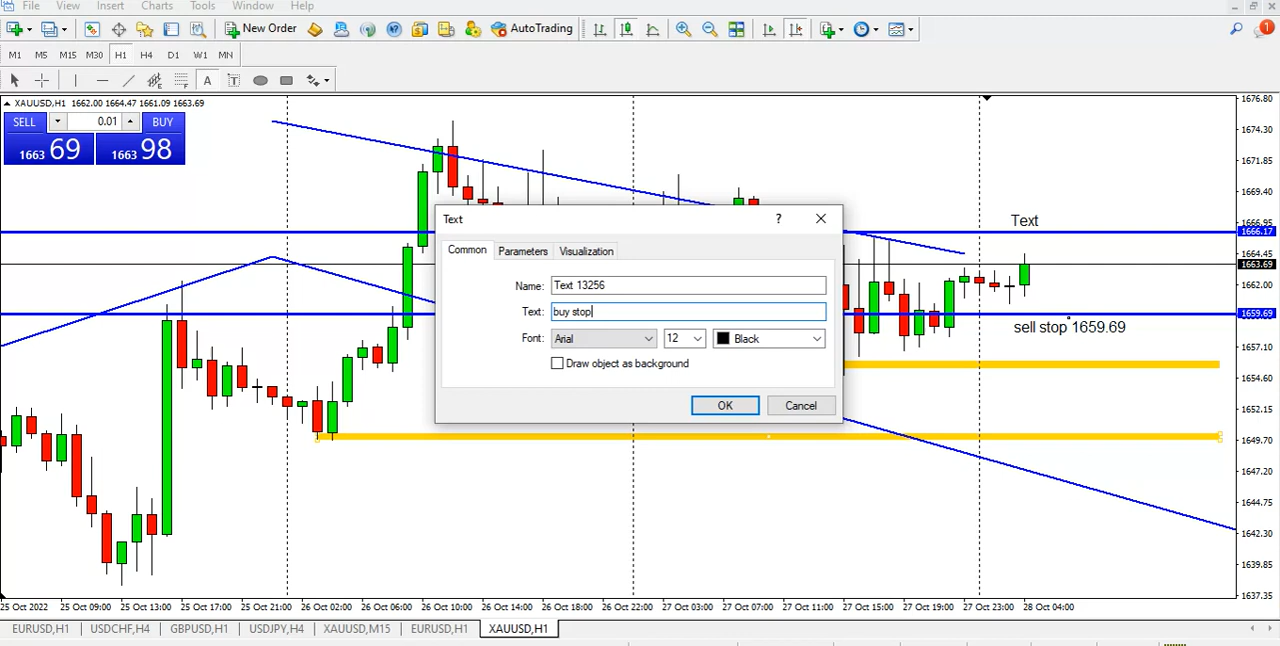 File View Insert Charts Tools Window Help
New Order AutoTrading 1
M1 M5 M15 M30 H1 H4 D1 W1 MN
A T
XAUUSD,H1 1662.00 1664.47 1661.09 1663.69
SELL 0.01 BUY
1663 69 1663 98
1676.80
1674.30
1671.85
1669.40
1666.95
1666.17
1664.45
1663.69
1662.00
1659.69
1657.10
1654.60
1652.15
1649.70
1647.20
1644.75
1642.30
1639.85
1637.35
Text
sell stop 1659.69
Text ?
Common Parameters Visualization
Name: Text 13256
Text: buy stop
Font: Arial 12 Black
Draw object as background
OK Cancel
25 Oct 2022 25 Oct 09:00 25 Oct 13:00 25 Oct 17:00 25 Oct 21:00 26 Oct 02:00 26 Oct 06:00 26 Oct 10:00 26 Oct 14:00 26 Oct 18:00 26 Oct 22:00 27 Oct 03:00 27 Oct 07:00 27 Oct 11:00 27 Oct 15:00 27 Oct 19:00 27 Oct 23:00 28 Oct 04:00
EURUSD,H1 USDCHF,H4 GBPUSD,H1 USDJPY,H4 XAUUSD,M15 EURUSD,H1 XAUUSD,H1